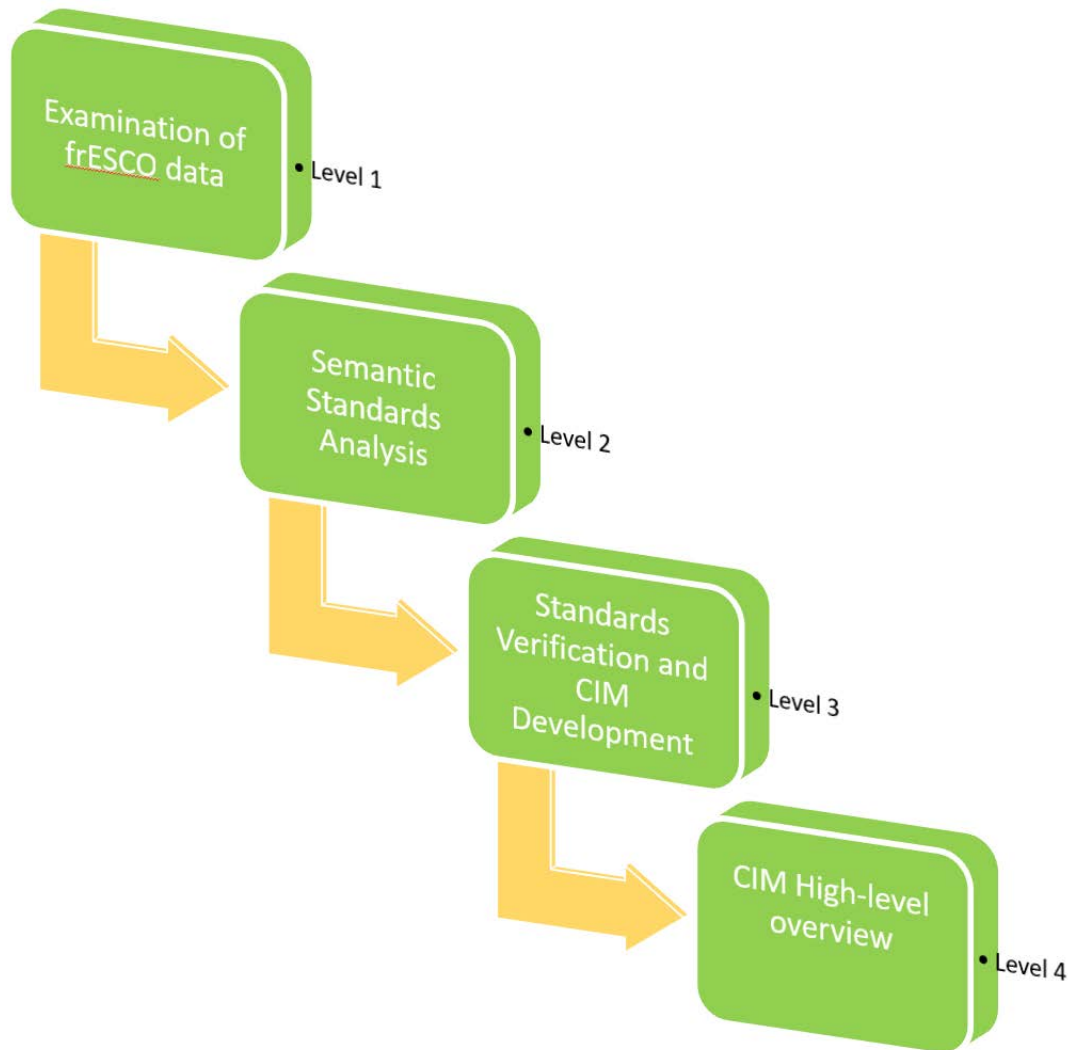 Examination of
frESCO data
• Level 1
Semantic
Standards
Analysis
• Level 2
Standards
Verification and
CIM
Development
• Level 3
CIM High-level
overview
• Level 4